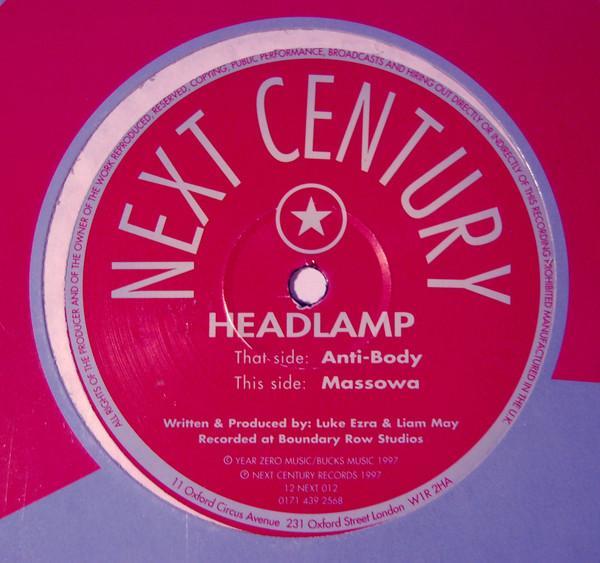 ALL RIGHTS OF THE PRODUCER AND OF THE OWNER OF THE WORK REPRODUCED, RESERVED, COPYING, PUBLIC PERFORMANCE, BROADCASTS AND HIRING OUT DIRECTLY OR INDIRECTLY OF THIS RECORDING PROHIBITED MANUFACTURED IN THE U.K.
NEXT CENTURY
HEADLAMP
That side: Anti-Body
This side: Massowa
Written & Produced by: Luke Ezra & Liam May
Recorded at Boundary Row Studios
© YEAR ZERO MUSIC/BUCKS MUSIC 1997
℗ NEXT CENTURY RECORDS 1997
12 NEXT 012
0171 439 2568
11 Oxford Circus Avenue 231 Oxford Street London W1R 2HA